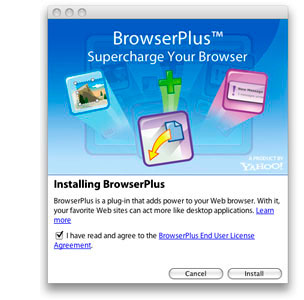 BrowserPlus™
Supercharge Your Browser
A PRODUCT BY
YAHOO!
Installing BrowserPlus
BrowserPlus is a plug-in that adds power to your Web browser. With it,
your favorite Web sites can act more like desktop applications. Learn
more
I have read and agree to the BrowserPlus End User License
Agreement.
Cancel
Install